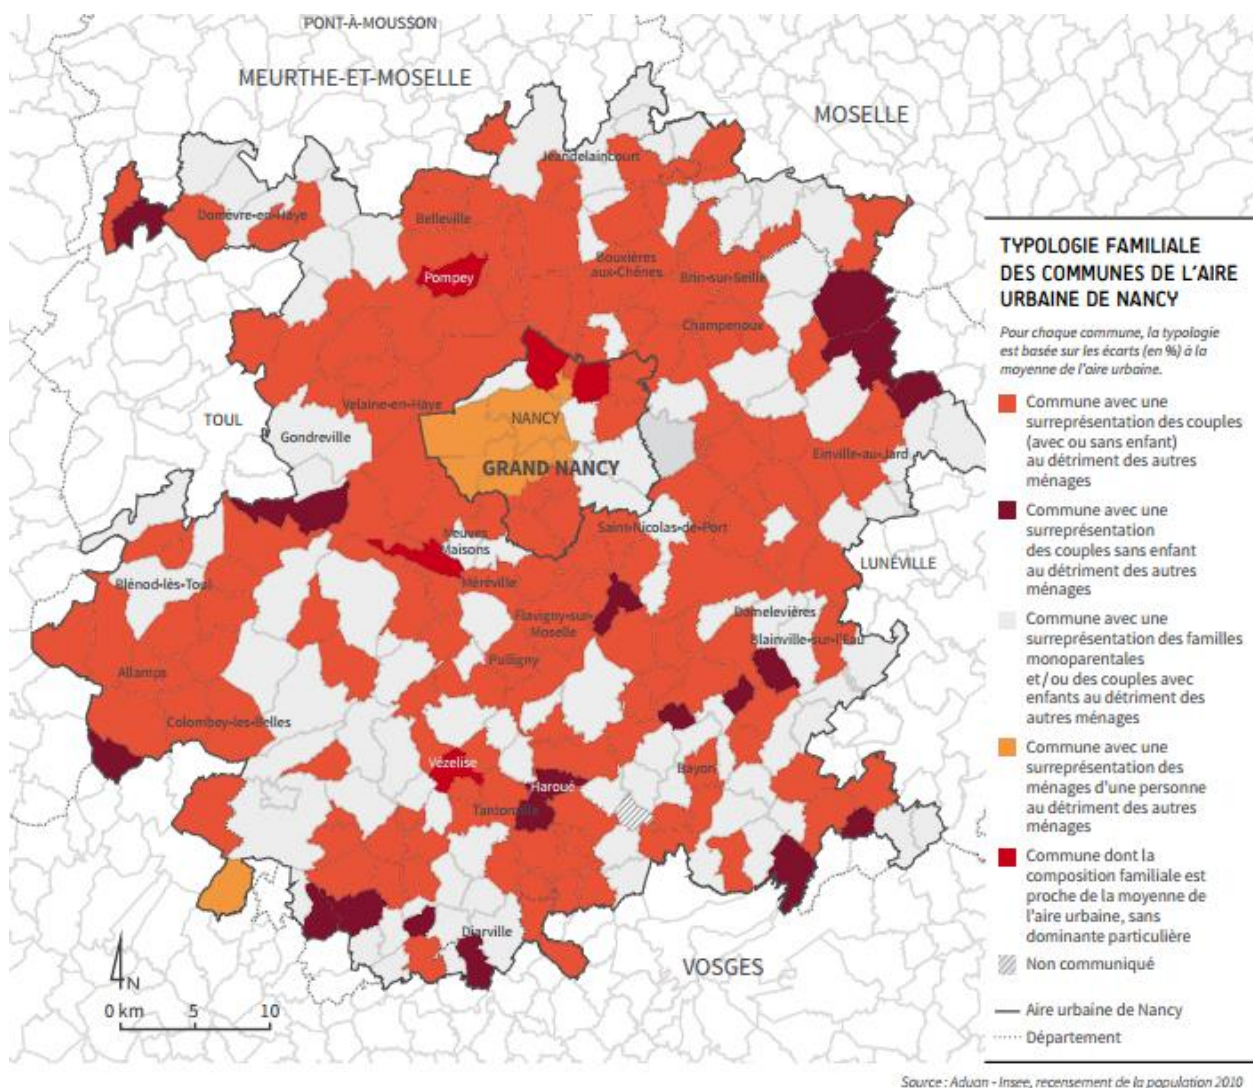 PONT-À-MOUSSON
MEURTHE-ET-MOSELLE
MOSELLE
Jeandelaincourt
Domèvre-en-Haye
Belleville
Bouxières
aux-Chênes
Pompey
Brin-sur-Seille
Champenoux
Velaine-en-Haye
TOUL
NANCY
Gondreville
GRAND NANCY
Einville-au-Jard
Saint-Nicolas-de-Port
Neuves
Maisons
LUNÉVILLE
Blénod-lès-Toul
Méréville
Damelevières
Flavigny-sur-
Moselle
Blainville-sur-l'Eau
Pulligny
Allamps
Colombey-les-Belles
Vézelise
Bayon
Haroué
Tantonville
Diarville
VOSGES
N
0 km 5 10
TYPOLOGIE FAMILIALE
DES COMMUNES DE L'AIRE
URBAINE DE NANCY
Pour chaque commune, la typologie
est basée sur les écarts (en %) à la
moyenne de l'aire urbaine.
Commune avec une
surreprésentation des couples
(avec ou sans enfant)
au détriment des autres
ménages
Commune avec une
surreprésentation
des couples sans enfant
au détriment des autres
ménages
Commune avec une
surreprésentation des familles
monoparentales
et/ou des couples avec
enfants au détriment des
autres ménages
Commune avec une
surreprésentation des
ménages d'une personne
au détriment des autres
ménages
Commune dont la
composition familiale est
proche de la moyenne de
l'aire urbaine, sans
dominante particulière
Non communiqué
Aire urbaine de Nancy
Département
Source : Aduan - Insee, recensement de la population 2010